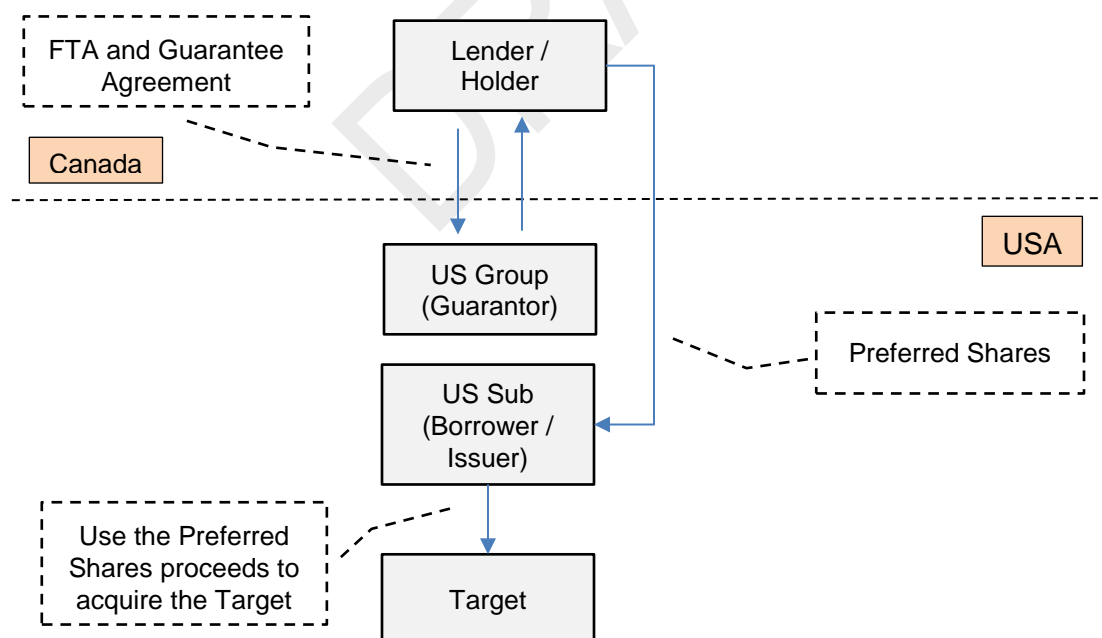 FTA and Guarantee
Agreement
Lender /
Holder
Canada
USA
US Group
(Guarantor)
Preferred Shares
US Sub
(Borrower /
Issuer)
Use the Preferred
Shares proceeds to
acquire the Target
Target